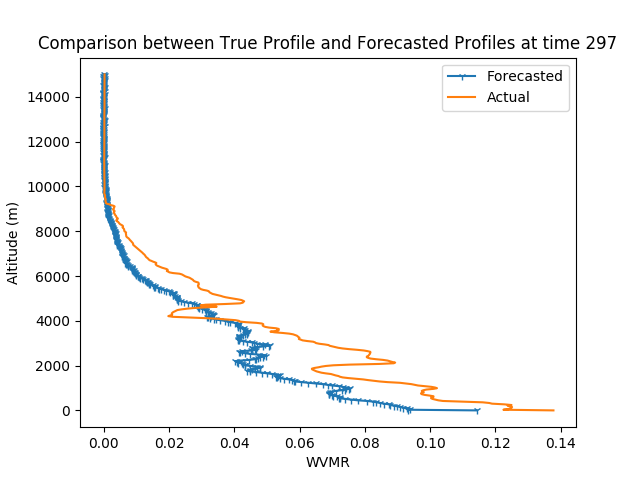 Comparison between True Profile and Forecasted Profiles at time 297
Forecasted
Actual
14000
12000
10000
8000
6000
4000
2000
0
Altitude (m)
0.00 0.02 0.04 0.06 0.08 0.10 0.12 0.14
WVMR